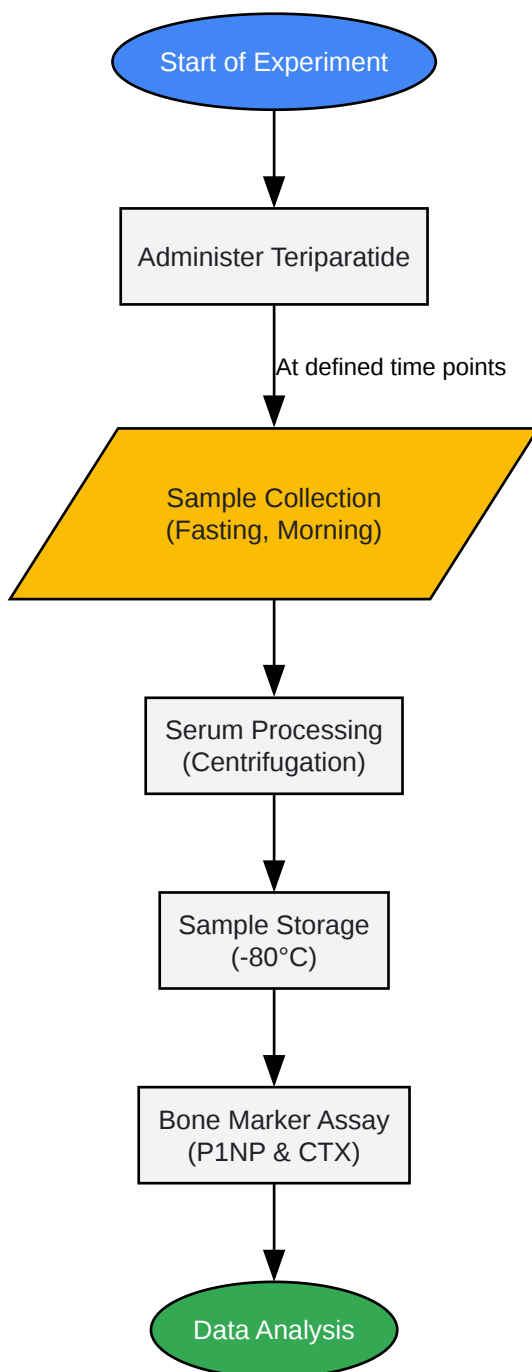 Start of Experiment
Administer Teriparatide
At defined time points
Sample Collection
(Fasting, Morning)
Serum Processing
(Centrifugation)
Sample Storage
(-80°C)
Bone Marker Assay
(P1NP & CTX)
Data Analysis